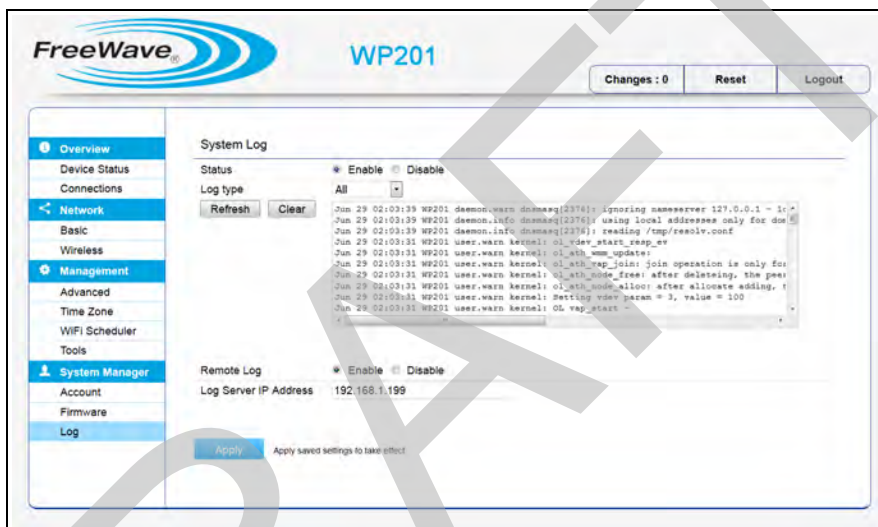 FreeWave®
WP201
Changes : 0 Reset Logout
Overview
Device Status
Connections
Network
Basic
Wireless
Management
Advanced
Time Zone
WiFi Scheduler
Tools
System Manager
Account
Firmware
Log
System Log
Status Enable Disable
Log type All
Refresh Clear
Jun 29 02:03:39 WP201 daemon.warn dnsmasq[2376]: ignoring nameserver 127.0.0.1 -
Jun 29 02:03:39 WP201 daemon.info dnsmasq[2376]: using local addresses only for
Jun 29 02:03:39 WP201 daemon.info dnsmasq[2376]: reading /tmp/resolv.conf
Jun 29 02:03:31 WP201 user.warn kernel: ol_vdev_start_resp_ev
Jun 29 02:03:31 WP201 user.warn kernel: ol_ath_wmm_update:
Jun 29 02:03:31 WP201 user.warn kernel: ol_ath_vap_join: join operation is only for
Jun 29 02:03:31 WP201 user.warn kernel: ol_ath_node_free: after deleteing, the
Jun 29 02:03:31 WP201 user.warn kernel: ol_ath_node_alloc: after allocate adding,
Jun 29 02:03:31 WP201 user.warn kernel: Setting vdev param = 3, value = 100
Jun 29 02:03:31 WP201 user.warn kernel: OL vap_start -
Remote Log Enable Disable
Log Server IP Address 192.168.1.199
Apply Apply saved settings to take effect
DRAFT